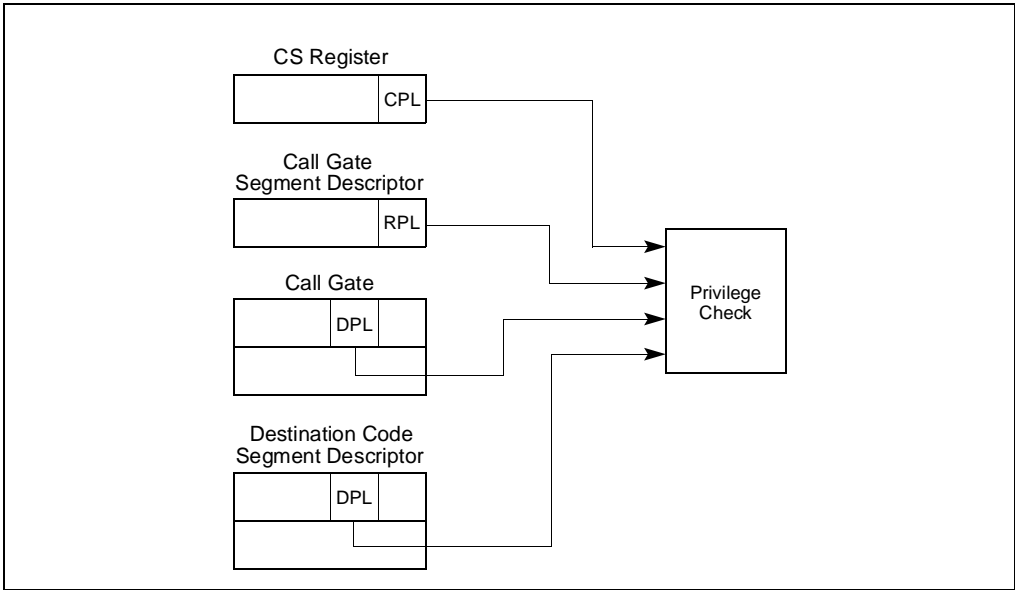 CS Register
CPL
Call Gate
Segment Descriptor
RPL
Call Gate
DPL
Privilege
Check
Destination Code
Segment Descriptor
DPL